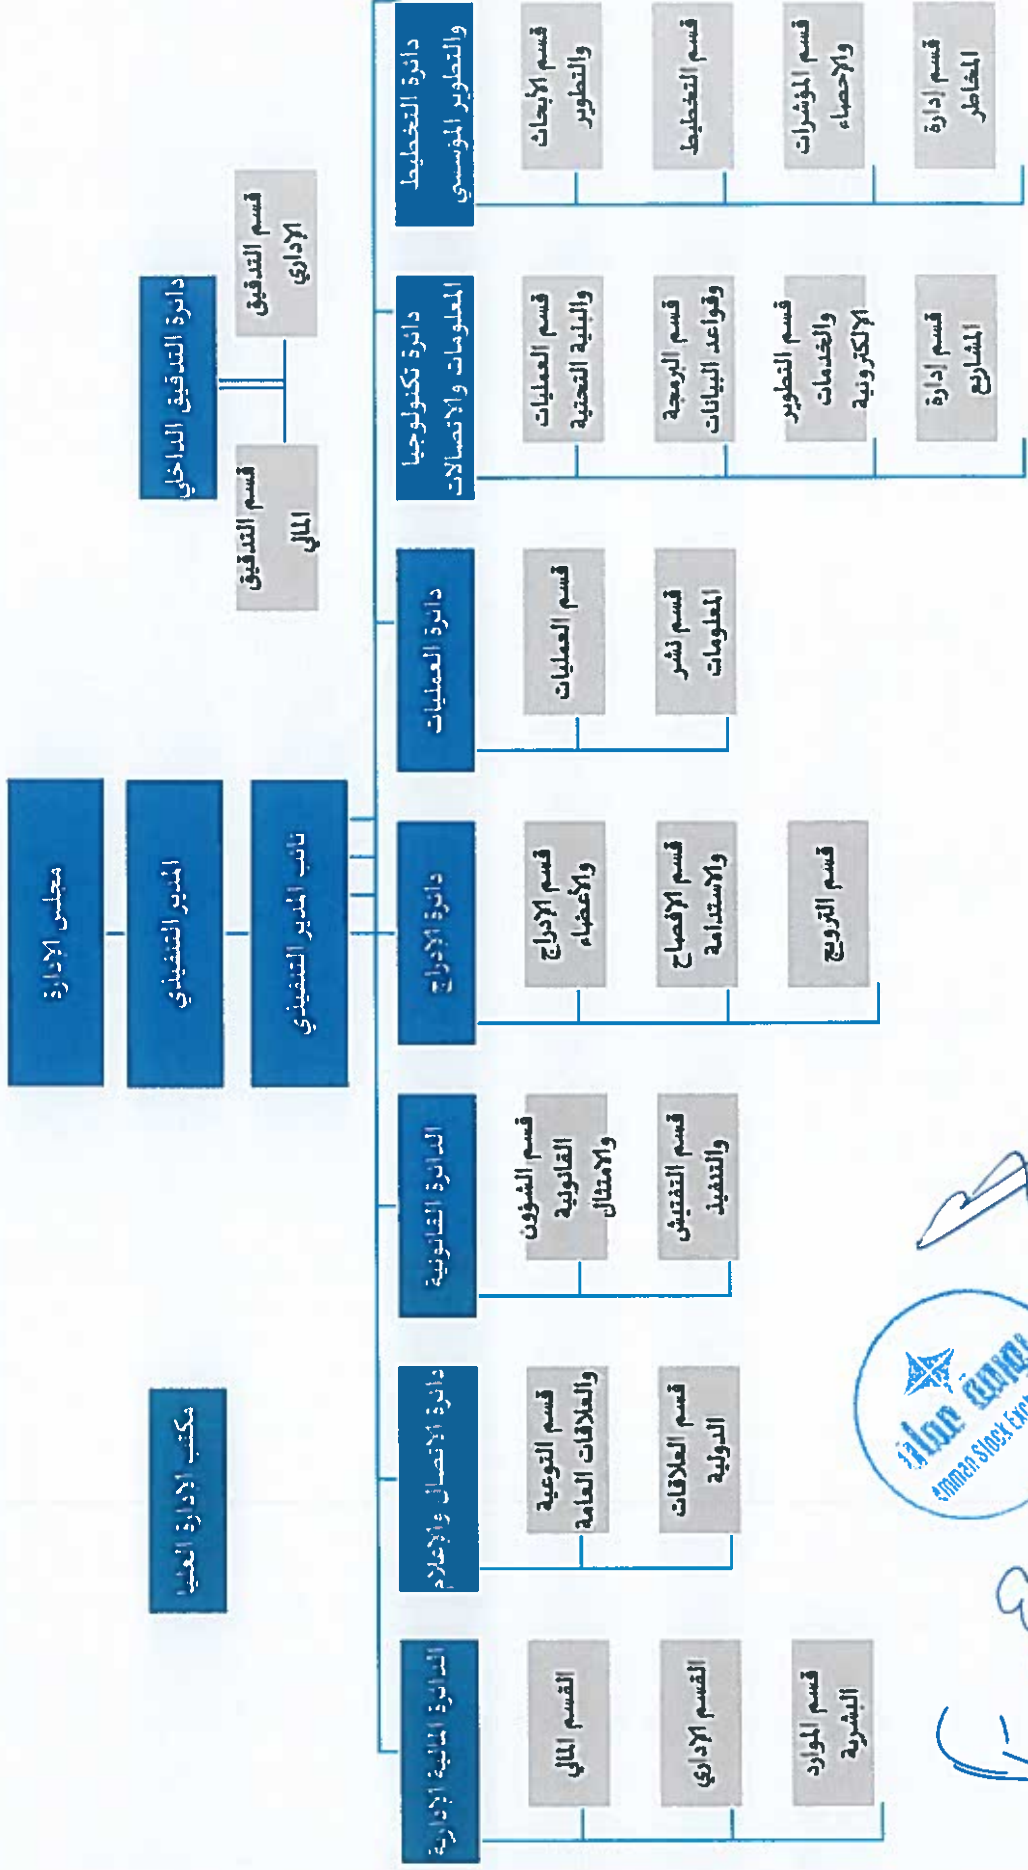 مجلس الإدارة
المدير التنفيذي
نائب المدير التنفيذي
مكتب الإدارة العليا
دائرة التدقيق الداخلي
قسم التدقيق
الإداري
قسم التدقيق
المالي
دائرة التخطيط
والتطوير المؤسسي
قسم الأبحاث
والتطوير
قسم التخطيط
قسم المؤشرات
والاحصاء
قسم إدارة
المخاطر
دائرة تكنولوجيا
المعلومات والاتصالات
قسم العمليات
والبنية التحتية
قسم البرمجة
وقواعد البيانات
قسم التطوير
والخدمات
الإلكترونية
قسم إدارة
المشاريع
دائرة العمليات
قسم العمليات
قسم نشر
المعلومات
دائرة الإدراج
قسم الإدراج
والأعضاء
قسم الإفصاح
والاستدامة
قسم الترويج
الدائرة القانونية
قسم الشؤون
القانونية
والامتثال
قسم التفتيش
والتنفيذ
دائرة الاتصال والإعلام
قسم التوعية
والعلاقات العامة
قسم العلاقات
الدولية
الدائرة المالية الإدارية
القسم المالي
القسم الإداري
قسم الموارد
البشرية
بورصة عمان
Amman Stock